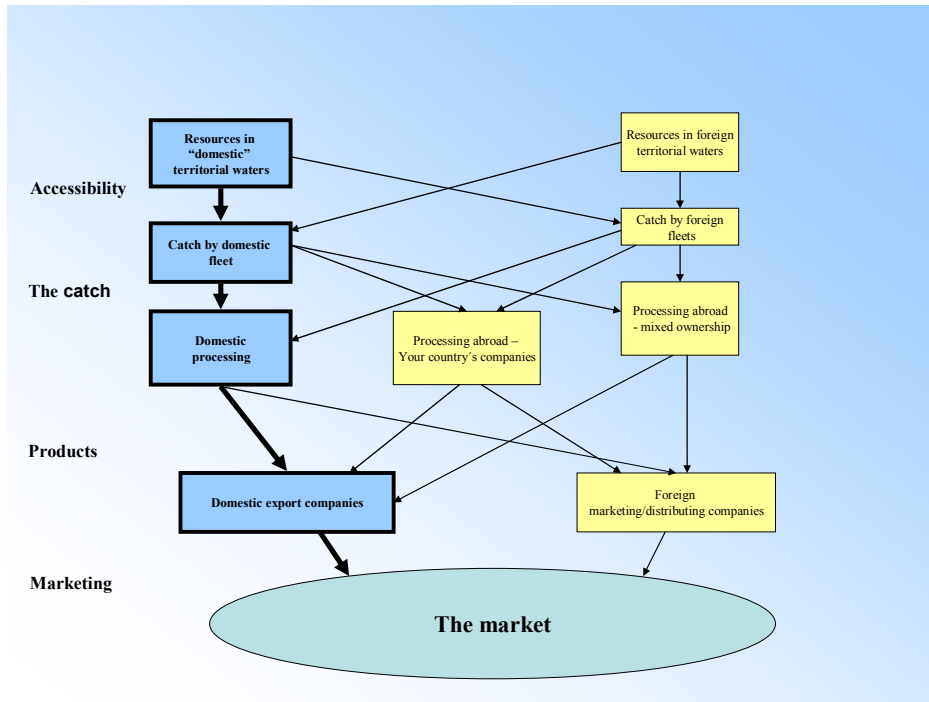 Resources in
“domestic”
territorial waters
Resources in foreign
territorial waters
Accessibility
Catch by domestic
fleet
Catch by foreign
fleets
The catch
Domestic
processing
Processing abroad –
Your country´s companies
Processing abroad
- mixed ownership
Products
Domestic export companies
Foreign
marketing/distributing companies
Marketing
The market